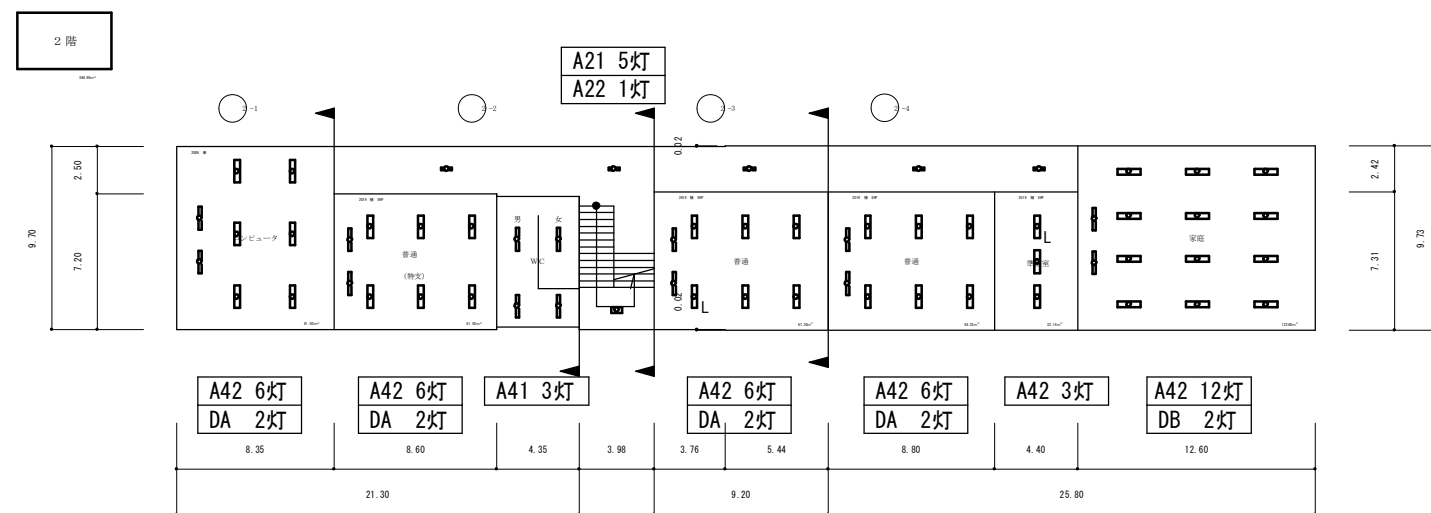 2 階
A21 5灯
A22 1灯
2-1
2-2
2-3
2-4
0.02
2.50
7.20
9.70
2.42
7.31
9.73
男
女
WC
普通
(特支)
普通
普通
家庭
L
L
0.02
A42 6灯
DA 2灯
A42 6灯
DA 2灯
A41 3灯
A42 6灯
DA 2灯
A42 6灯
DA 2灯
A42 3灯
A42 12灯
DB 2灯
8.35
8.60
4.35
3.98
3.76
5.44
8.80
4.40
12.60
21.30
9.20
25.80